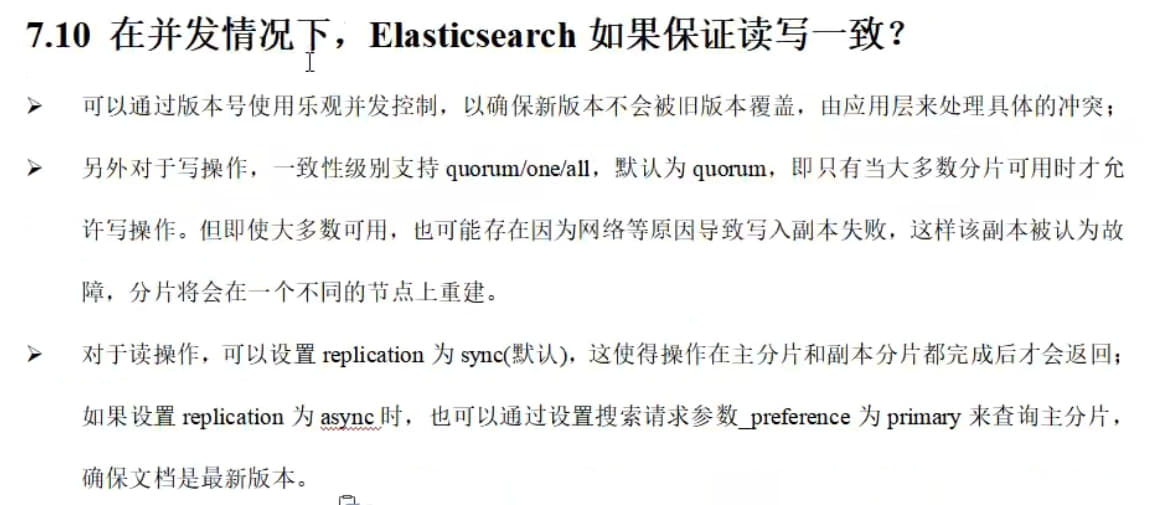 7.10 在并发情况下，Elasticsearch 如果保证读写一致？
➢ 可以通过版本号使用乐观并发控制，以确保新版本不会被旧版本覆盖，由应用层来处理具体的冲突；
➢ 另外对于写操作，一致性级别支持 quorum/one/all，默认为 quorum，即只有当大多数分片可用时才允
许写操作。但即使大多数可用，也可能存在因为网络等原因导致写入副本失败，这样该副本被认为故
障，分片将会在一个不同的节点上重建。
➢ 对于读操作，可以设置 replication 为 sync(默认)，这使得操作在主分片和副本分片都完成后才会返回；
如果设置 replication 为 async 时，也可以通过设置搜索请求参数_preference 为 primary 来查询主分片，
确保文档是最新版本。